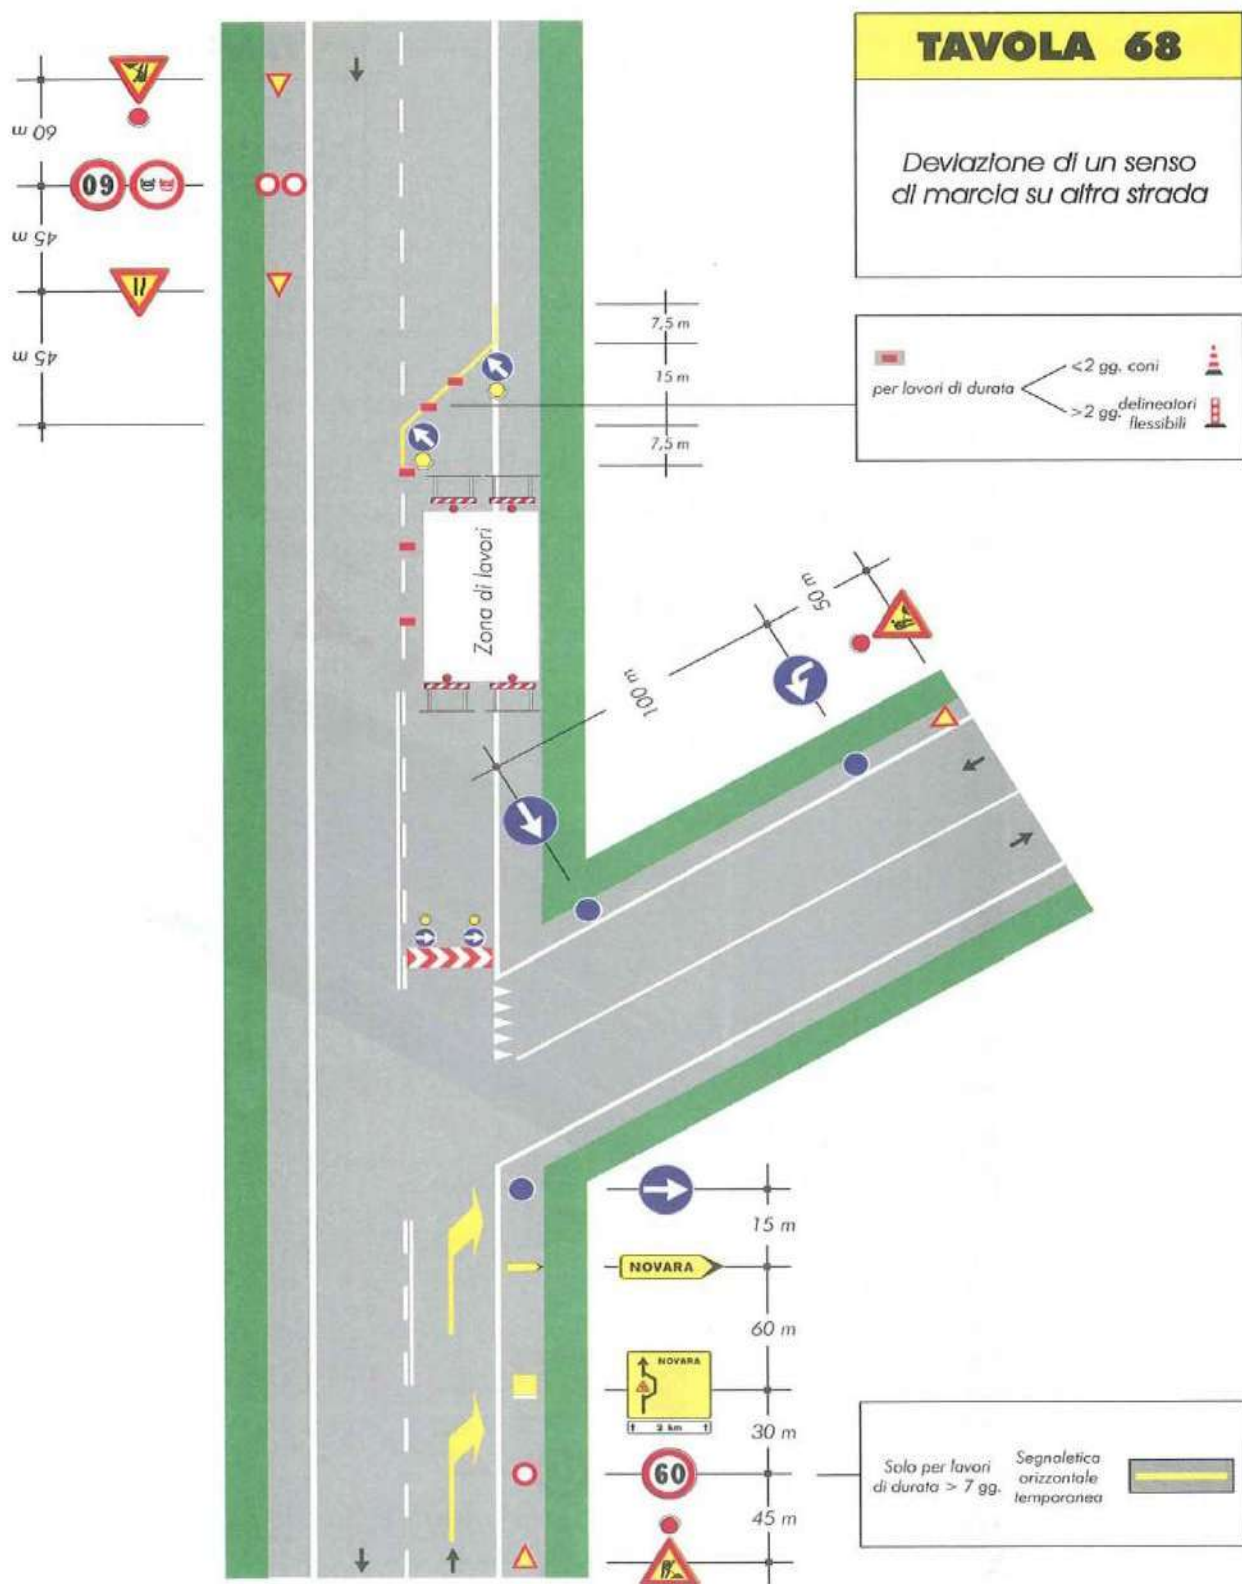 TAVOLA 68
Deviazione di un senso
di marcia su altra strada
60 m
60
45 m
45 m
7,5 m
15 m
7,5 m
per lavori di durata
<2 gg. coni
>2 gg. delineatori
flessibili
Zona di lavori
50 m
100 m
15 m
NOVARA
60 m
NOVARA
2 km
30 m
60
45 m
Solo per lavori
di durata > 7 gg.
Segnaletica
orizzontale
temporanea